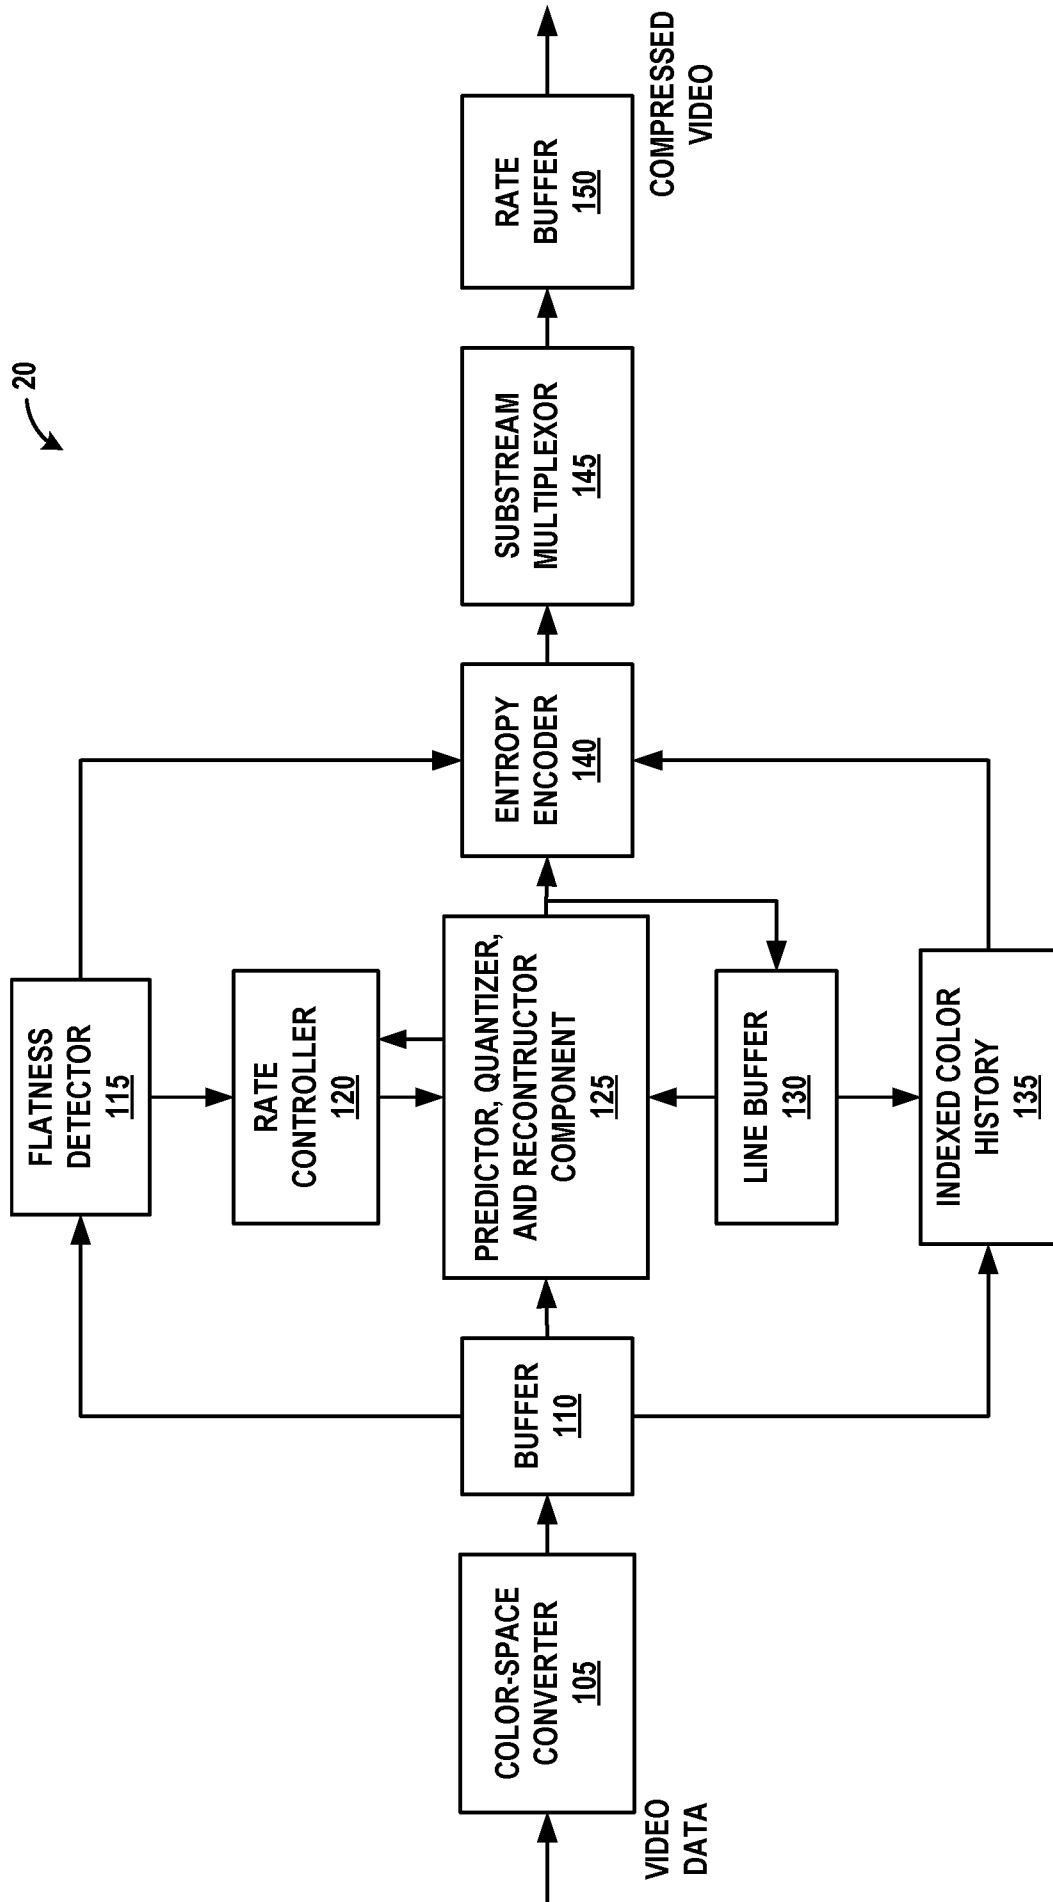 20
FLATNESS
DETECTOR
115
RATE
CONTROLLER
120
VIDEO
DATA
COLOR-SPACE
CONVERTER
105
BUFFER
110
PREDICTOR, QUANTIZER,
AND RECONTRUCTOR
COMPONENT
125
ENTROPY
ENCODER
140
SUBSTREAM
MULTIPLEXOR
145
RATE
BUFFER
150
COMPRESSED
VIDEO
LINE BUFFER
130
INDEXED COLOR
HISTORY
135